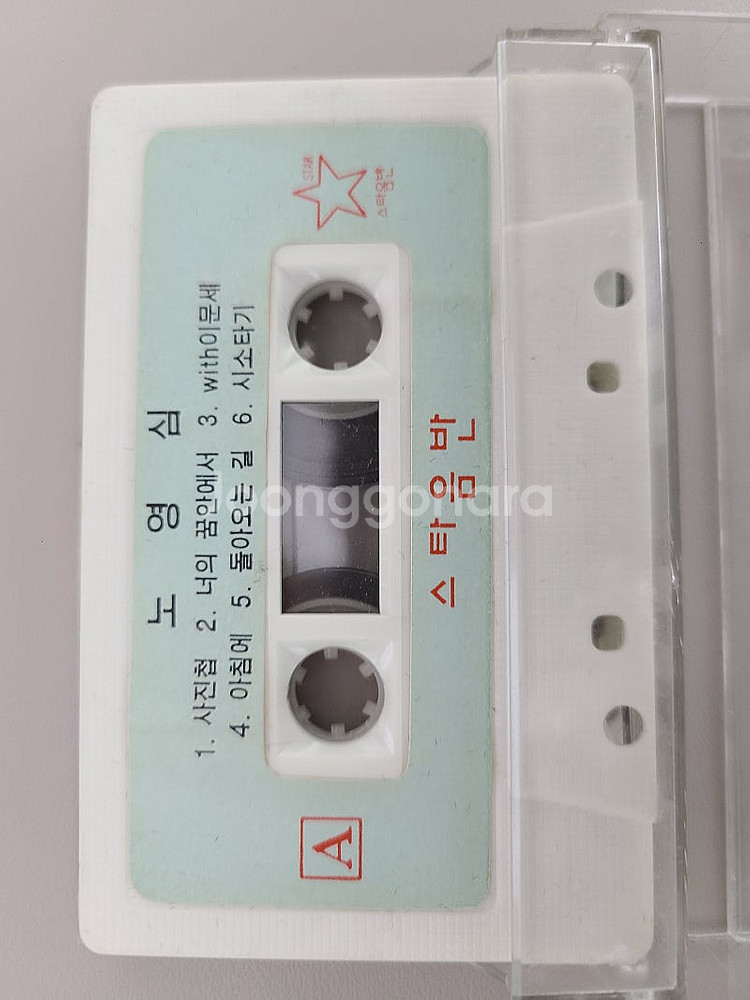 노 영 심
1. 사진첩 2. 너의 꿈안에서 3. with이문세
4. 아침에 5. 돌아오는 길 6. 시소타기
A
STAR
스타음반
스 타 음 반
joonggonara